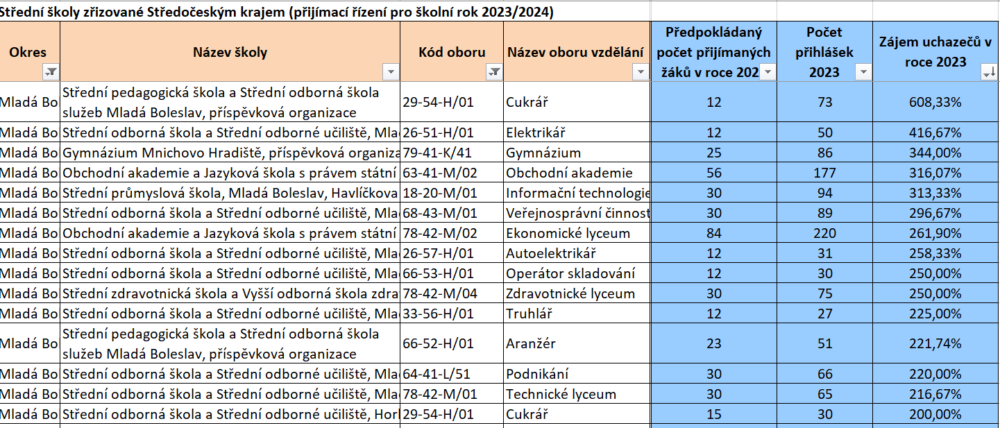 Střední školy zřizované Středočeským krajem (přijímací řízení pro školní rok 2023/2024)
Okres Název školy Kód oboru Název oboru vzdělání Předpokládaný počet přijímaných žáků v roce 202 Počet přihlášek 2023 Zájem uchazečů v roce 2023
Mladá Bo Střední pedagogická škola a Střední odborná škola služeb Mladá Boleslav, příspěvková organizace 29-54-H/01 Cukrář 12 73 608,33%
Mladá Bo Střední odborná škola a Střední odborné učiliště, Mla 26-51-H/01 Elektrikář 12 50 416,67%
Mladá Bo Gymnázium Mnichovo Hradiště, příspěvková organiza 79-41-K/41 Gymnázium 25 86 344,00%
Mladá Bo Obchodní akademie a Jazyková škola s právem státní 63-41-M/02 Obchodní akademie 56 177 316,07%
Mladá Bo Střední průmyslová škola, Mladá Boleslav, Havlíčkova 18-20-M/01 Informační technologie 30 94 313,33%
Mladá Bo Střední odborná škola a Střední odborné učiliště, Mla 68-43-M/01 Veřejnosprávní činnost 30 89 296,67%
Mladá Bo Obchodní akademie a Jazyková škola s právem státní 78-42-M/02 Ekonomické lyceum 84 220 261,90%
Mladá Bo Střední odborná škola a Střední odborné učiliště, Mla 26-57-H/01 Autoelektrikář 12 31 258,33%
Mladá Bo Střední odborná škola a Střední odborné učiliště, Mla 66-53-H/01 Operátor skladování 12 30 250,00%
Mladá Bo Střední zdravotnická škola a Vyšší odborná škola zdra 78-42-M/04 Zdravotnické lyceum 30 75 250,00%
Mladá Bo Střední odborná škola a Střední odborné učiliště, Mla 33-56-H/01 Truhlář 12 27 225,00%
Mladá Bo Střední pedagogická škola a Střední odborná škola služeb Mladá Boleslav, příspěvková organizace 66-52-H/01 Aranžér 23 51 221,74%
Mladá Bo Střední odborná škola a Střední odborné učiliště, Mla 64-41-L/51 Podnikání 30 66 220,00%
Mladá Bo Střední odborná škola a Střední odborné učiliště, Mla 78-42-M/01 Technické lyceum 30 65 216,67%
Mladá Bo Střední odborná škola a Střední odborné učiliště, Hor 29-54-H/01 Cukrář 15 30 200,00%